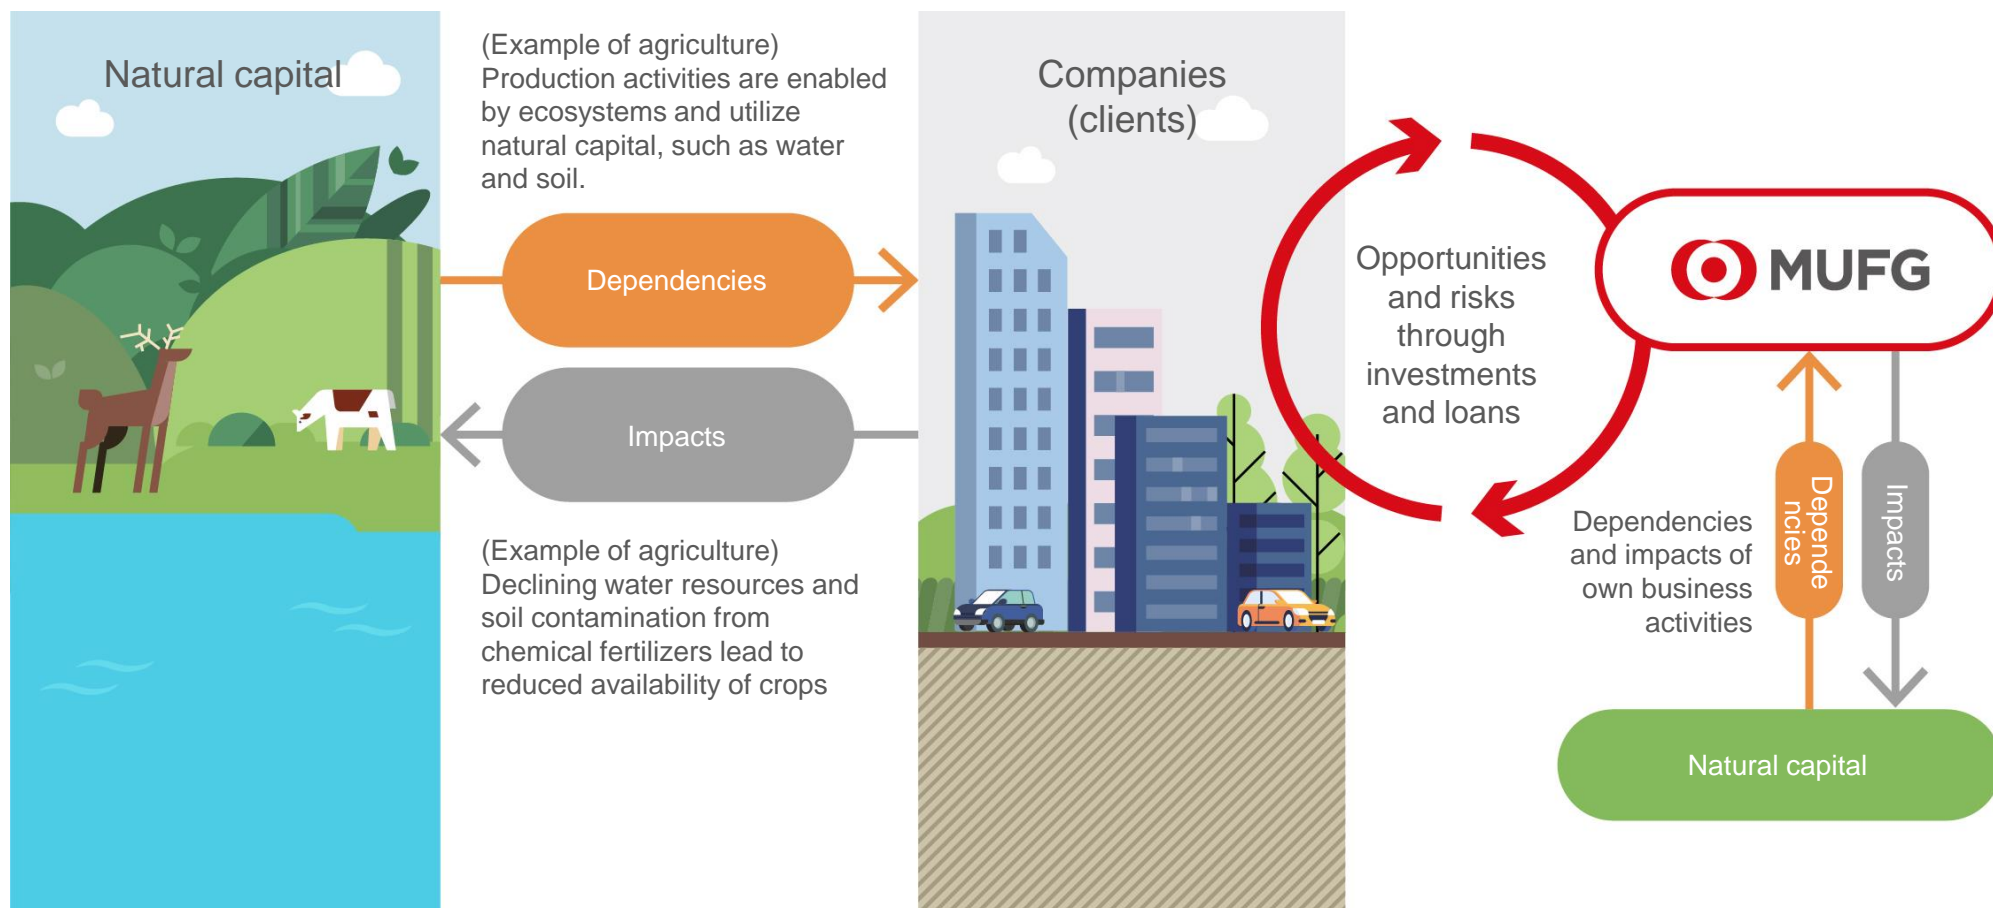 Natural capital
(Example of agriculture)
Production activities are enabled
by ecosystems and utilize
natural capital, such as water
and soil.
Dependencies
Impacts
(Example of agriculture)
Declining water resources and
soil contamination from
chemical fertilizers lead to
reduced availability of crops
Companies
(clients)
Opportunities
and risks
through
investments
and loans
MUFG
Dependencies
and impacts of
own business
activities
Depende
ncies
Impacts
Natural capital